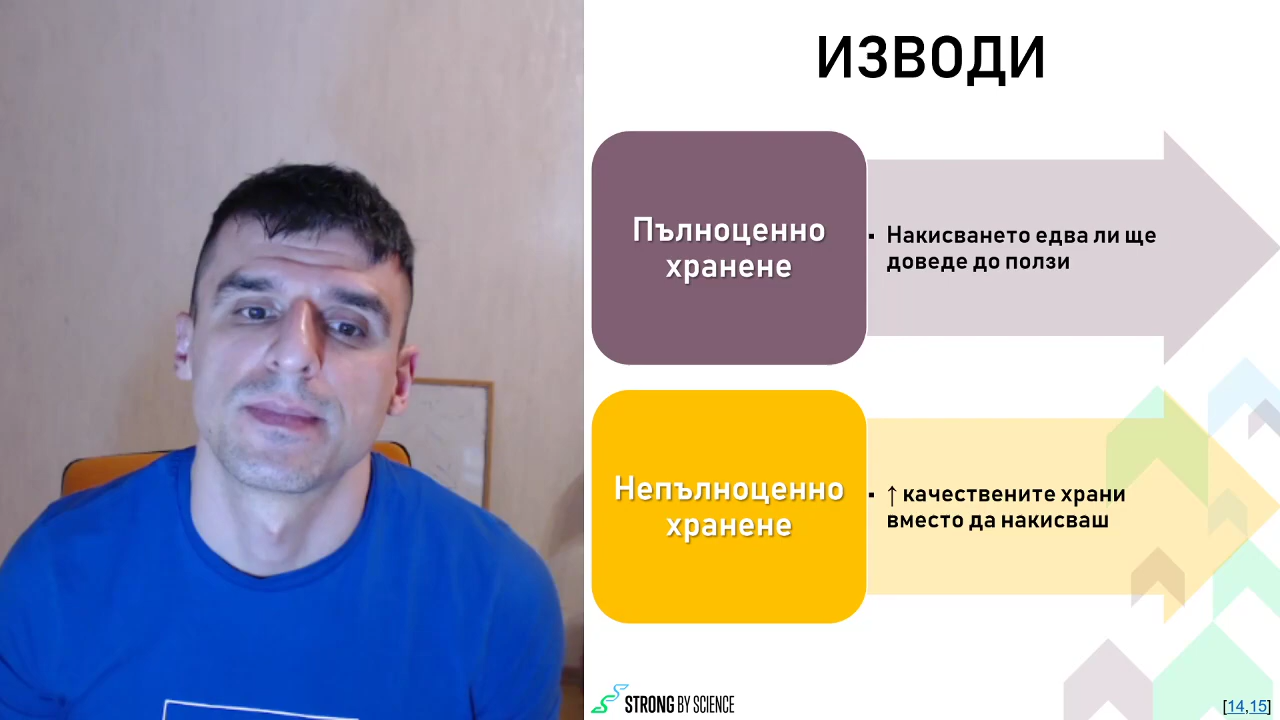 ИЗВОДИ
Пълноценно
хранене
▪ Накисването едва ли ще
доведе до ползи
Непълноценно
хранене
▪ ↑ качествените храни
вместо да накисваш
STRONG BY SCIENCE
[14,15]